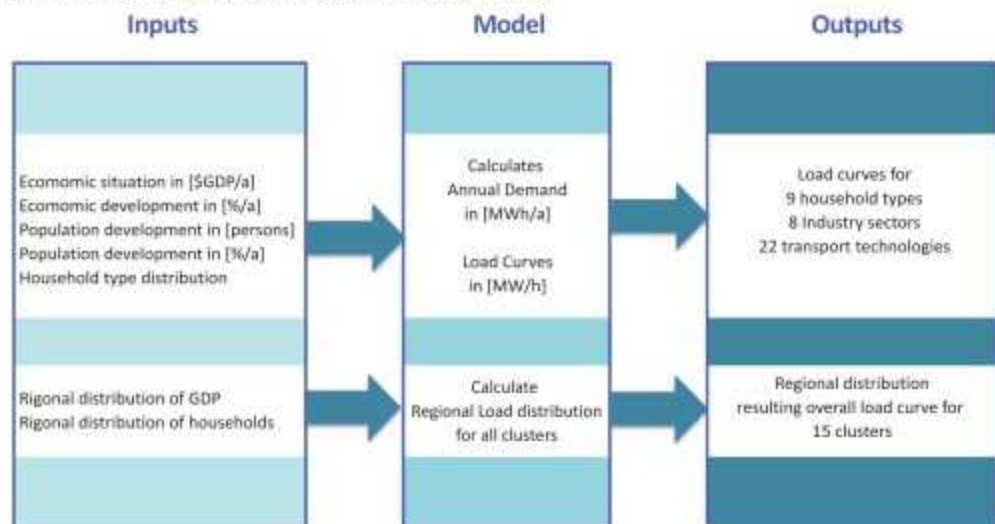 Inputs
Model
Outputs
Ecomomic situation in [$GDP/a]
Ecomomic development in [%/a]
Population development in [persons]
Population development in [%/a]
Household type distribution
Calculates
Annual Demand
in [MWh/a]
Load Curves
in [MW/h]
Load curves for
9 household types
8 Industry sectors
22 transport technologies
Rigonal distribution of GDP
Rigonal distribution of households
Calculate
Regional Load distribution
for all clusters
Regional distribution
resulting overall load curve for
15 clusters